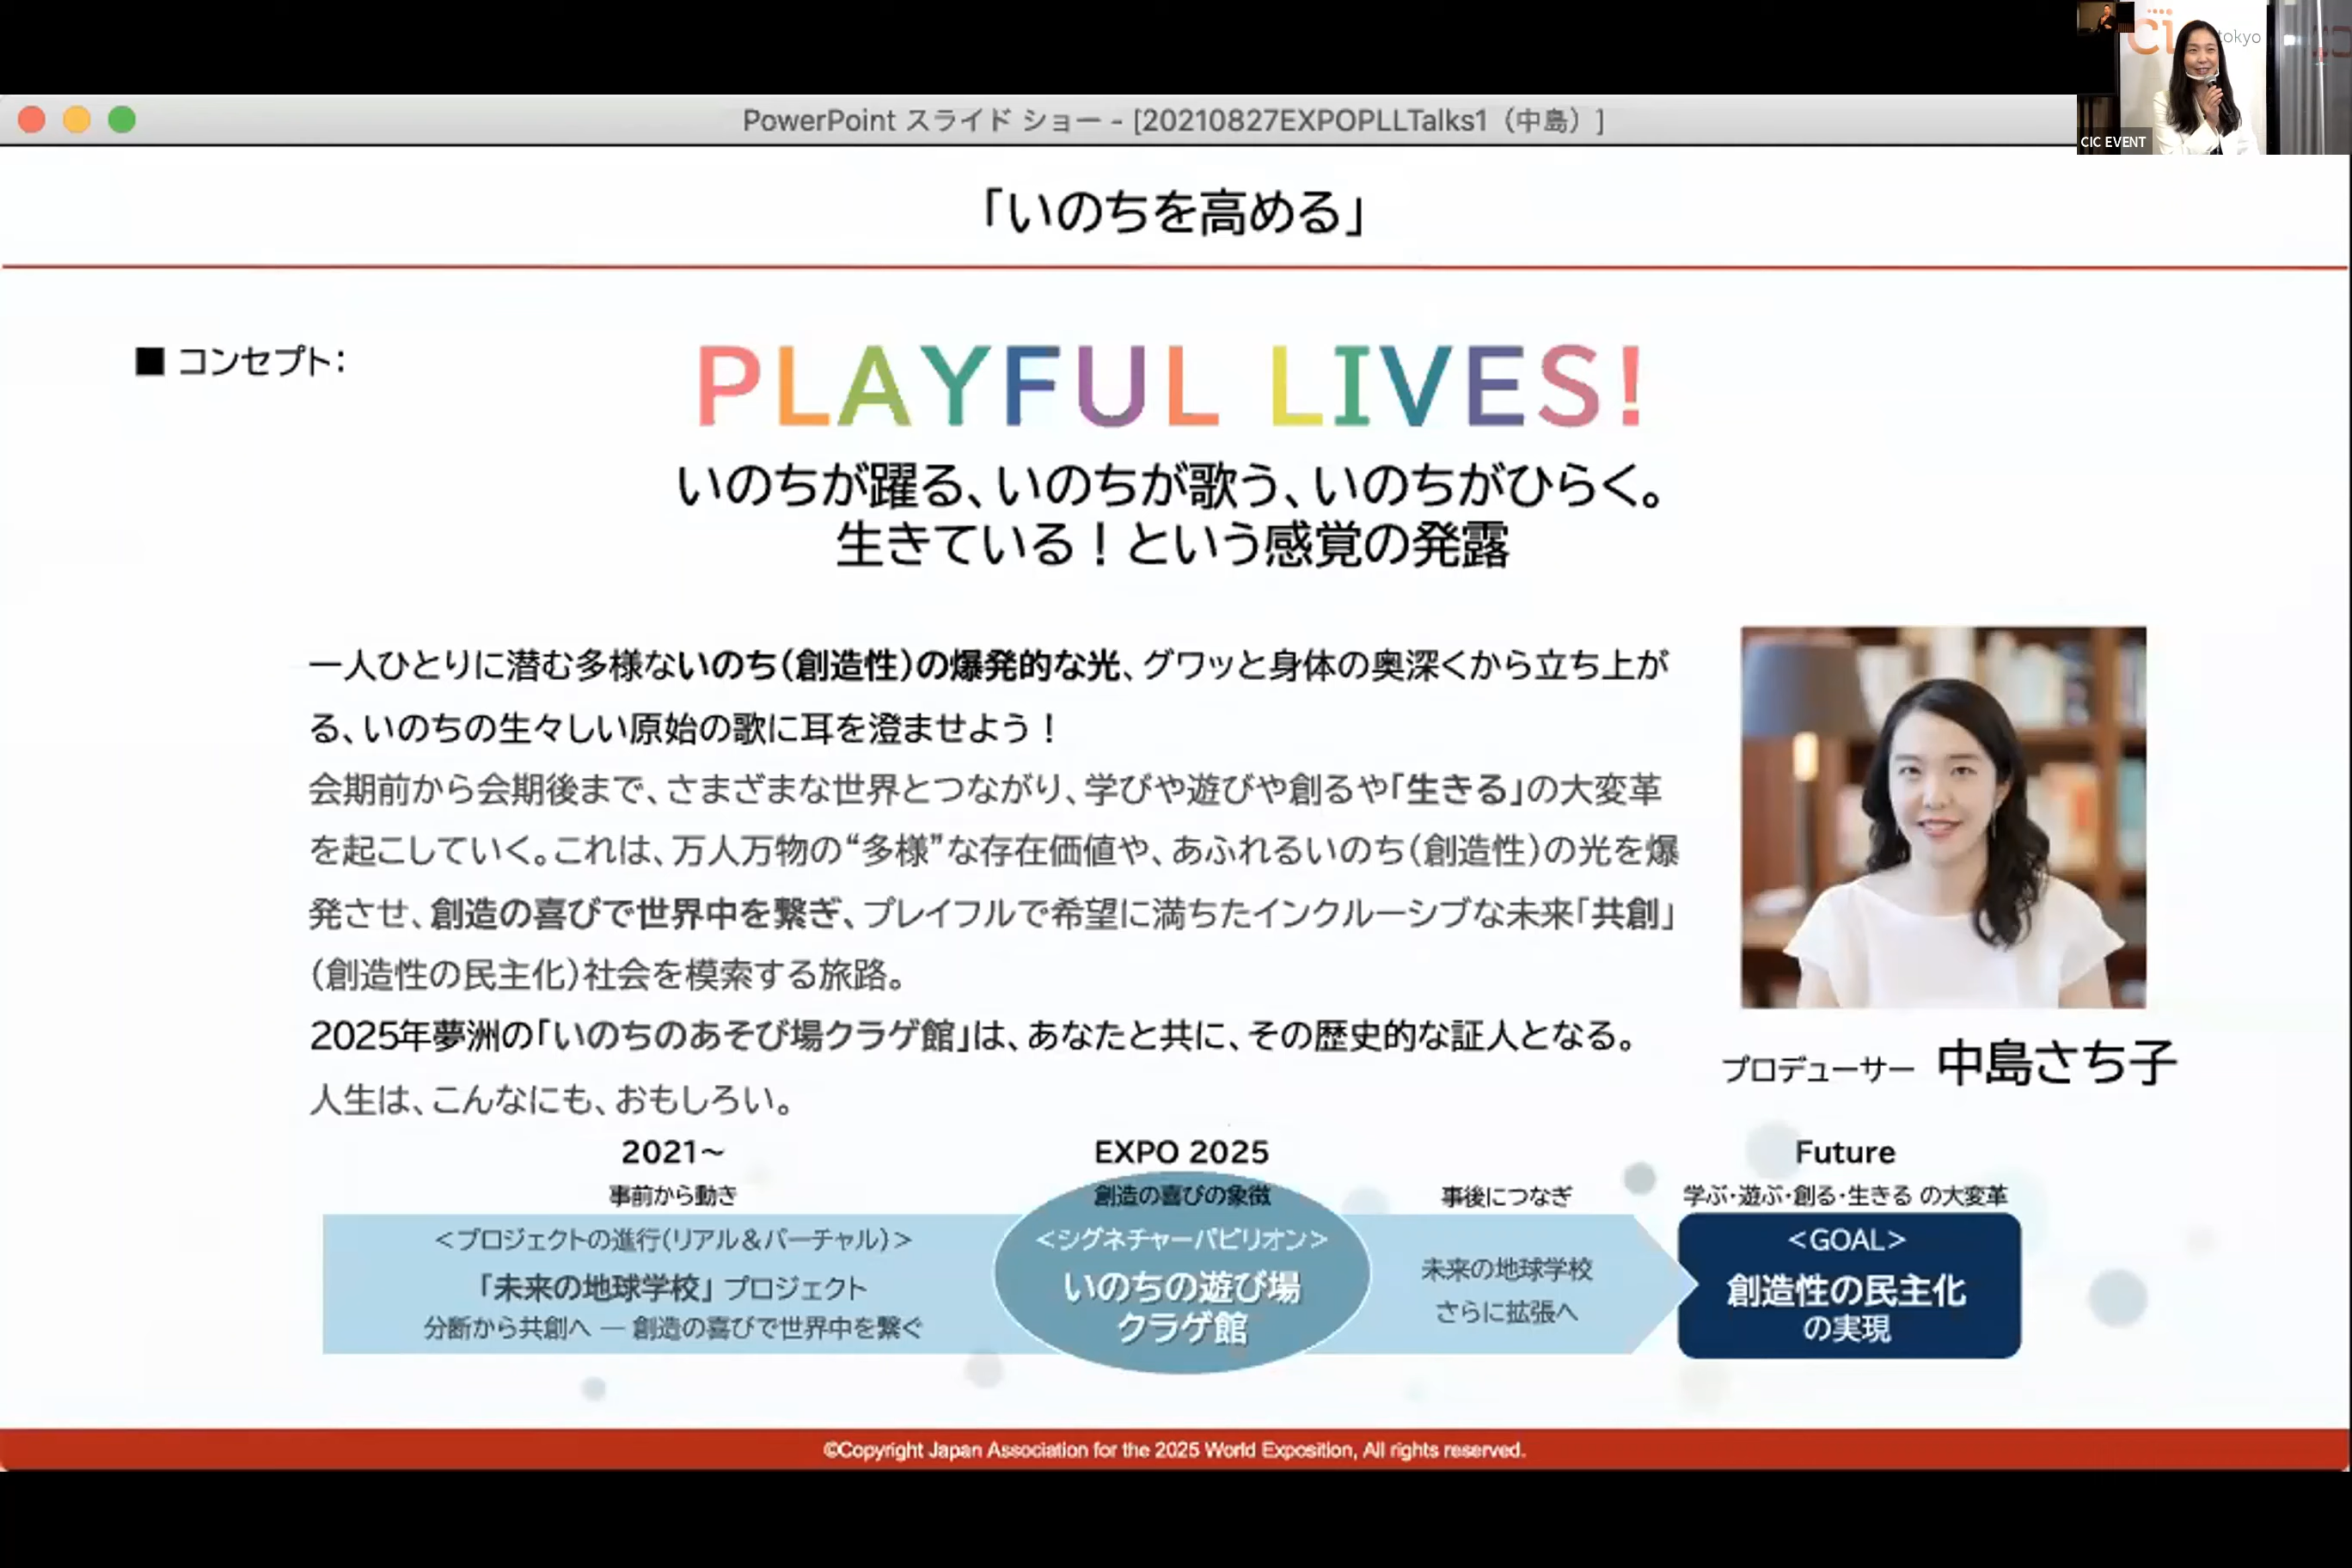 tokyo
CIC EVENT
PowerPoint スライド ショー - [20210827EXPOPLLTalks1（中島）]
「いのちを高める」
■ コンセプト：
PLAYFUL LIVES!
いのちが躍る、いのちが歌う、いのちがひらく。
生きている！という感覚の発露
一人ひとりに潜む多様ないのち（創造性）の爆発的な光、グワッと身体の奥深くから立ち上が
る、いのちの生々しい原始の歌に耳を澄ませよう！
会期前から会期後まで、さまざまな世界とつながり、学びや遊びや創るや「生きる」の大変革
を起こしていく。これは、万人万物の“多様”な存在価値や、あふれるいのち（創造性）の光を爆
発させ、創造の喜びで世界中を繋ぎ、プレイフルで希望に満ちたインクルーシブな未来「共創」
（創造性の民主化）社会を模索する旅路。
2025年夢洲の「いのちのあそび場クラゲ館」は、あなたと共に、その歴史的な証人となる。
人生は、こんなにも、おもしろい。
プロデューサー 中島さち子
2021～
事前から動き
＜プロジェクトの進行（リアル＆バーチャル）＞
「未来の地球学校」 プロジェクト
分断から共創へ ― 創造の喜びで世界中を繋ぐ
EXPO 2025
創造の喜びの象徴
＜シグネチャーパビリオン＞
いのちの遊び場
クラゲ館
事後につなぎ
未来の地球学校
さらに拡張へ
Future
学ぶ・遊ぶ・創る・生きる の大変革
＜GOAL＞
創造性の民主化
の実現
©Copyright Japan Association for the 2025 World Exposition, All rights reserved.